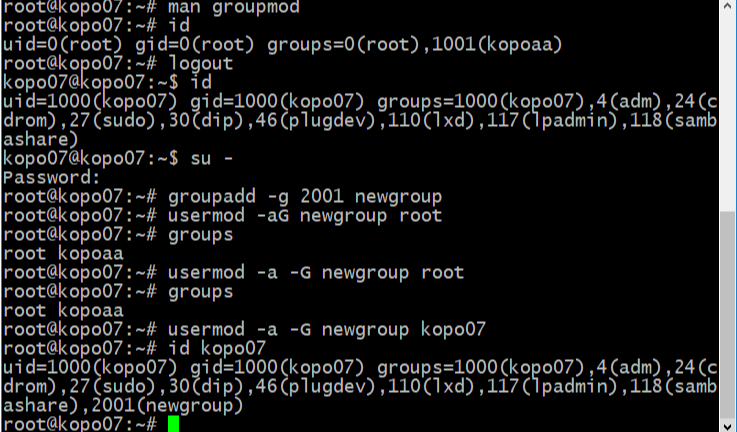 root@kopo07:~# man groupmod
root@kopo07:~# id
uid=0(root) gid=0(root) groups=0(root),1001(kopoaa)
root@kopo07:~# logout
kopo07@kopo07:~$ id
uid=1000(kopo07) gid=1000(kopo07) groups=1000(kopo07),4(adm),24(c
drom),27(sudo),30(dip),46(plugdev),110(lxd),117(lpadmin),118(samb
ashare)
kopo07@kopo07:~$ su -
Password:
root@kopo07:~# groupadd -g 2001 newgroup
root@kopo07:~# usermod -aG newgroup root
root@kopo07:~# groups
root kopoaa
root@kopo07:~# usermod -a -G newgroup root
root@kopo07:~# groups
root kopoaa
root@kopo07:~# usermod -a -G newgroup kopo07
root@kopo07:~# id kopo07
uid=1000(kopo07) gid=1000(kopo07) groups=1000(kopo07),4(adm),24(c
drom),27(sudo),30(dip),46(plugdev),110(lxd),117(lpadmin),118(samb
ashare),2001(newgroup)
root@kopo07:~#